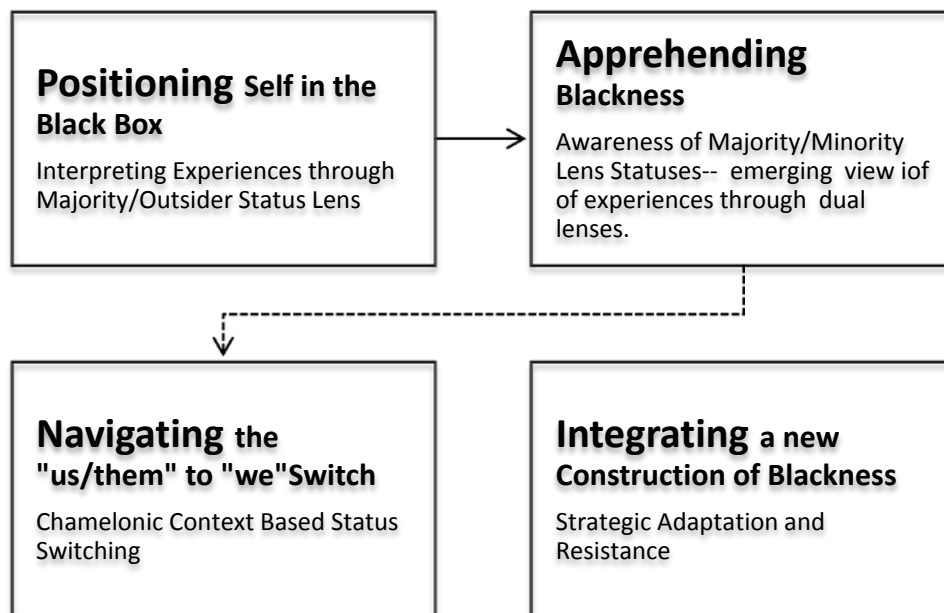 Positioning Self in the
Black Box
Interpreting Experiences through
Majority/Outsider Status Lens
Apprehending
Blackness
Awareness of Majority/Minority
Lens Statuses-- emerging view iof
of experiences through dual
lenses.
Navigating the
"us/them" to "we"Switch
Chamelonic Context Based Status
Switching
Integrating a new
Construction of Blackness
Strategic Adaptation and
Resistance